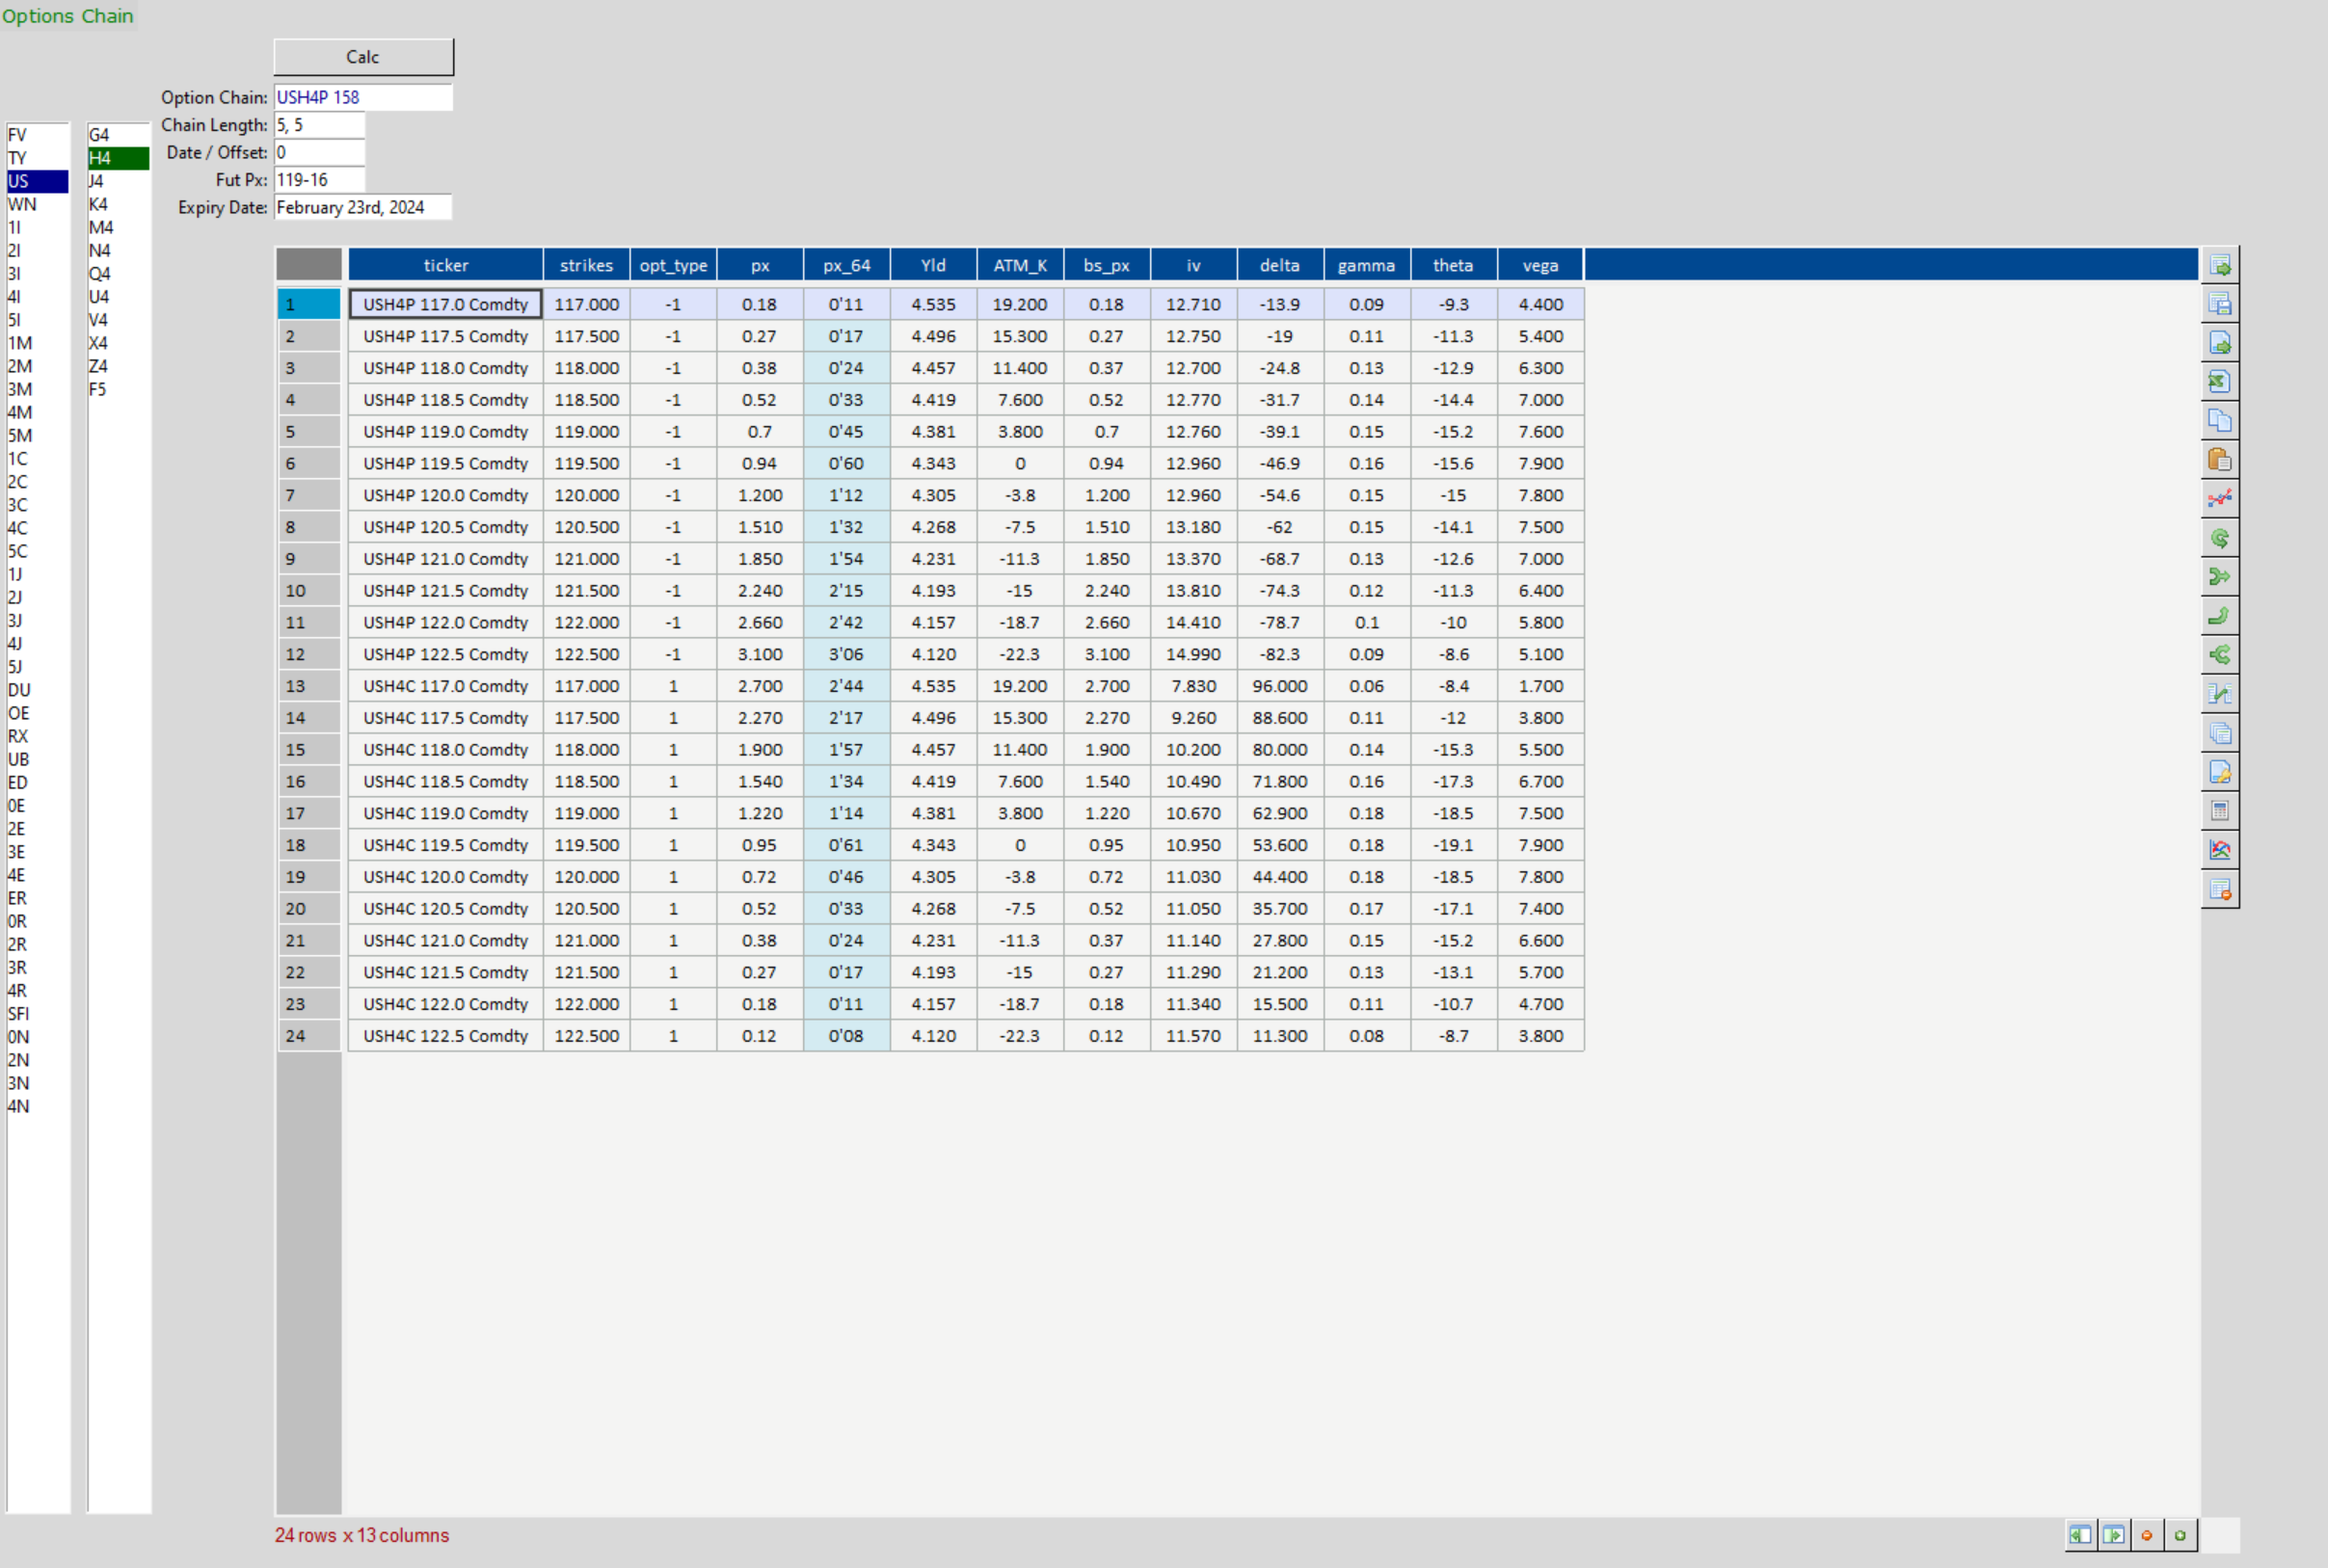 Options Chain
Calc
Option Chain: USH4P 158
Chain Length: 5, 5
Date / Offset: 0
Fut Px: 119-16
Expiry Date: February 23rd, 2024
FV
TY
US
WN
1I
2I
3I
4I
5I
1M
2M
3M
4M
5M
1C
2C
3C
4C
5C
1J
2J
3J
4J
5J
DU
OE
RX
UB
ED
0E
2E
3E
4E
ER
0R
2R
3R
4R
SFI
0N
2N
3N
4N
G4
H4
J4
K4
M4
N4
Q4
U4
V4
X4
Z4
F5
ticker strikes opt_type px px_64 Yld ATM_K bs_px iv delta gamma theta vega
1 USH4P 117.0 Comdty 117.000 -1 0.18 0'11 4.535 19.200 0.18 12.710 -13.9 0.09 -9.3 4.400
2 USH4P 117.5 Comdty 117.500 -1 0.27 0'17 4.496 15.300 0.27 12.750 -19 0.11 -11.3 5.400
3 USH4P 118.0 Comdty 118.000 -1 0.38 0'24 4.457 11.400 0.37 12.700 -24.8 0.13 -12.9 6.300
4 USH4P 118.5 Comdty 118.500 -1 0.52 0'33 4.419 7.600 0.52 12.770 -31.7 0.14 -14.4 7.000
5 USH4P 119.0 Comdty 119.000 -1 0.7 0'45 4.381 3.800 0.7 12.760 -39.1 0.15 -15.2 7.600
6 USH4P 119.5 Comdty 119.500 -1 0.94 0'60 4.343 0 0.94 12.960 -46.9 0.16 -15.6 7.900
7 USH4P 120.0 Comdty 120.000 -1 1.200 1'12 4.305 -3.8 1.200 12.960 -54.6 0.15 -15 7.800
8 USH4P 120.5 Comdty 120.500 -1 1.510 1'32 4.268 -7.5 1.510 13.180 -62 0.15 -14.1 7.500
9 USH4P 121.0 Comdty 121.000 -1 1.850 1'54 4.231 -11.3 1.850 13.370 -68.7 0.13 -12.6 7.000
10 USH4P 121.5 Comdty 121.500 -1 2.240 2'15 4.193 -15 2.240 13.810 -74.3 0.12 -11.3 6.400
11 USH4P 122.0 Comdty 122.000 -1 2.660 2'42 4.157 -18.7 2.660 14.410 -78.7 0.1 -10 5.800
12 USH4P 122.5 Comdty 122.500 -1 3.100 3'06 4.120 -22.3 3.100 14.990 -82.3 0.09 -8.6 5.100
13 USH4C 117.0 Comdty 117.000 1 2.700 2'44 4.535 19.200 2.700 7.830 96.000 0.06 -8.4 1.700
14 USH4C 117.5 Comdty 117.500 1 2.270 2'17 4.496 15.300 2.270 9.260 88.600 0.11 -12 3.800
15 USH4C 118.0 Comdty 118.000 1 1.900 1'57 4.457 11.400 1.900 10.200 80.000 0.14 -15.3 5.500
16 USH4C 118.5 Comdty 118.500 1 1.540 1'34 4.419 7.600 1.540 10.490 71.800 0.16 -17.3 6.700
17 USH4C 119.0 Comdty 119.000 1 1.220 1'14 4.381 3.800 1.220 10.670 62.900 0.18 -18.5 7.500
18 USH4C 119.5 Comdty 119.500 1 0.95 0'61 4.343 0 0.95 10.950 53.600 0.18 -19.1 7.900
19 USH4C 120.0 Comdty 120.000 1 0.72 0'46 4.305 -3.8 0.72 11.030 44.400 0.18 -18.5 7.800
20 USH4C 120.5 Comdty 120.500 1 0.52 0'33 4.268 -7.5 0.52 11.050 35.700 0.17 -17.1 7.400
21 USH4C 121.0 Comdty 121.000 1 0.38 0'24 4.231 -11.3 0.37 11.140 27.800 0.15 -15.2 6.600
22 USH4C 121.5 Comdty 121.500 1 0.27 0'17 4.193 -15 0.27 11.290 21.200 0.13 -13.1 5.700
23 USH4C 122.0 Comdty 122.000 1 0.18 0'11 4.157 -18.7 0.18 11.340 15.500 0.11 -10.7 4.700
24 USH4C 122.5 Comdty 122.500 1 0.12 0'08 4.120 -22.3 0.12 11.570 11.300 0.08 -8.7 3.800
24 rows x 13 columns